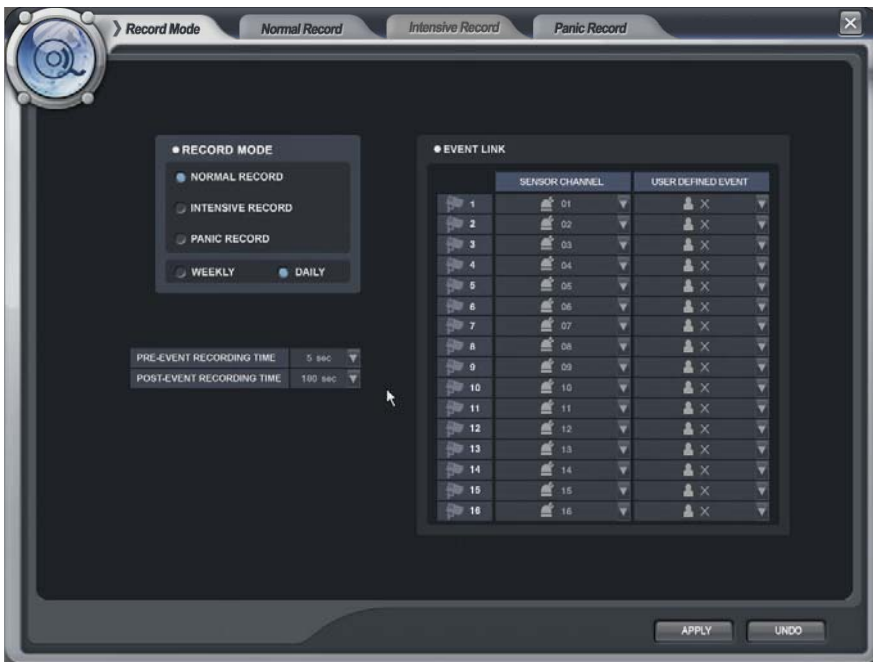 Record Mode Normal Record Intensive Record Panic Record
RECORD MODE
NORMAL RECORD
INTENSIVE RECORD
PANIC RECORD
WEEKLY DAILY
PRE-EVENT RECORDING TIME 5 sec
POST-EVENT RECORDING TIME 180 sec
EVENT LINK
SENSOR CHANNEL USER DEFINED EVENT
1 01 X
2 02 X
3 03 X
4 04 X
5 05 X
6 06 X
7 07 X
8 08 X
9 09 X
10 10 X
11 11 X
12 12 X
13 13 X
14 14 X
15 15 X
16 16 X
APPLY UNDO